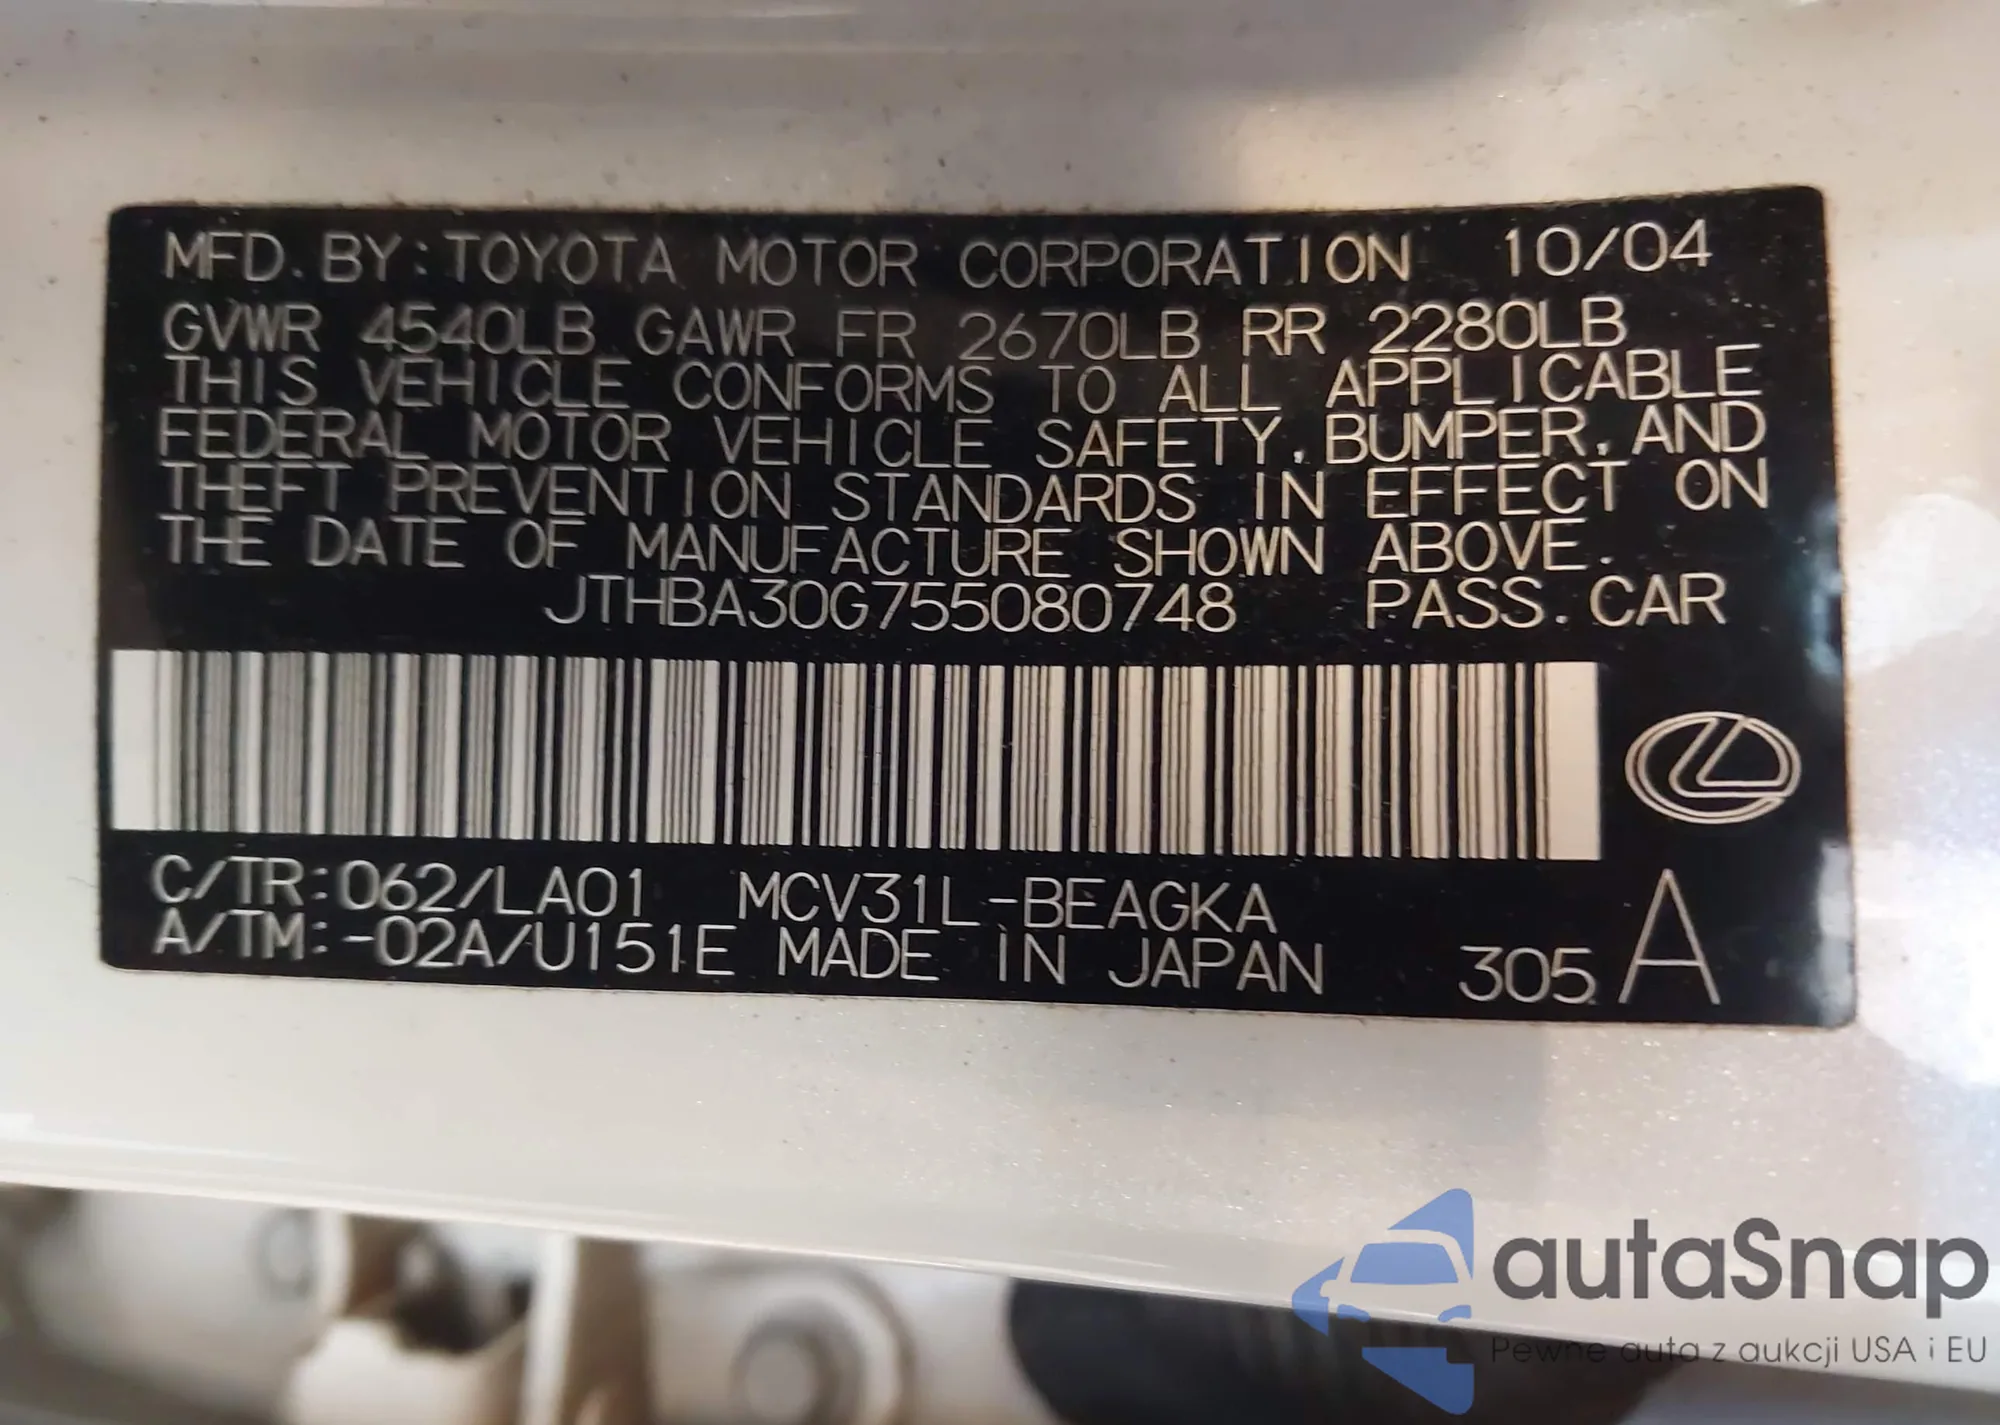 MFD. BY: TOYOTA MOTOR CORPORATION 10/04
GVWR 4540LB GAWR FR 2670LB RR 2280LB
THIS VEHICLE CONFORMS TO ALL APPLICABLE
FEDERAL MOTOR VEHICLE SAFETY, BUMPER, AND
THEFT PREVENTION STANDARDS IN EFFECT ON
THE DATE OF MANUFACTURE SHOWN ABOVE.
JTHBA30G755080748 PASS. CAR
C/TR: 062/LA01 MCV31L-BEAGKA
A/TM: -02A/U151E MADE IN JAPAN 305 A
autaSnap
Pewne auta z aukcji USA i EU